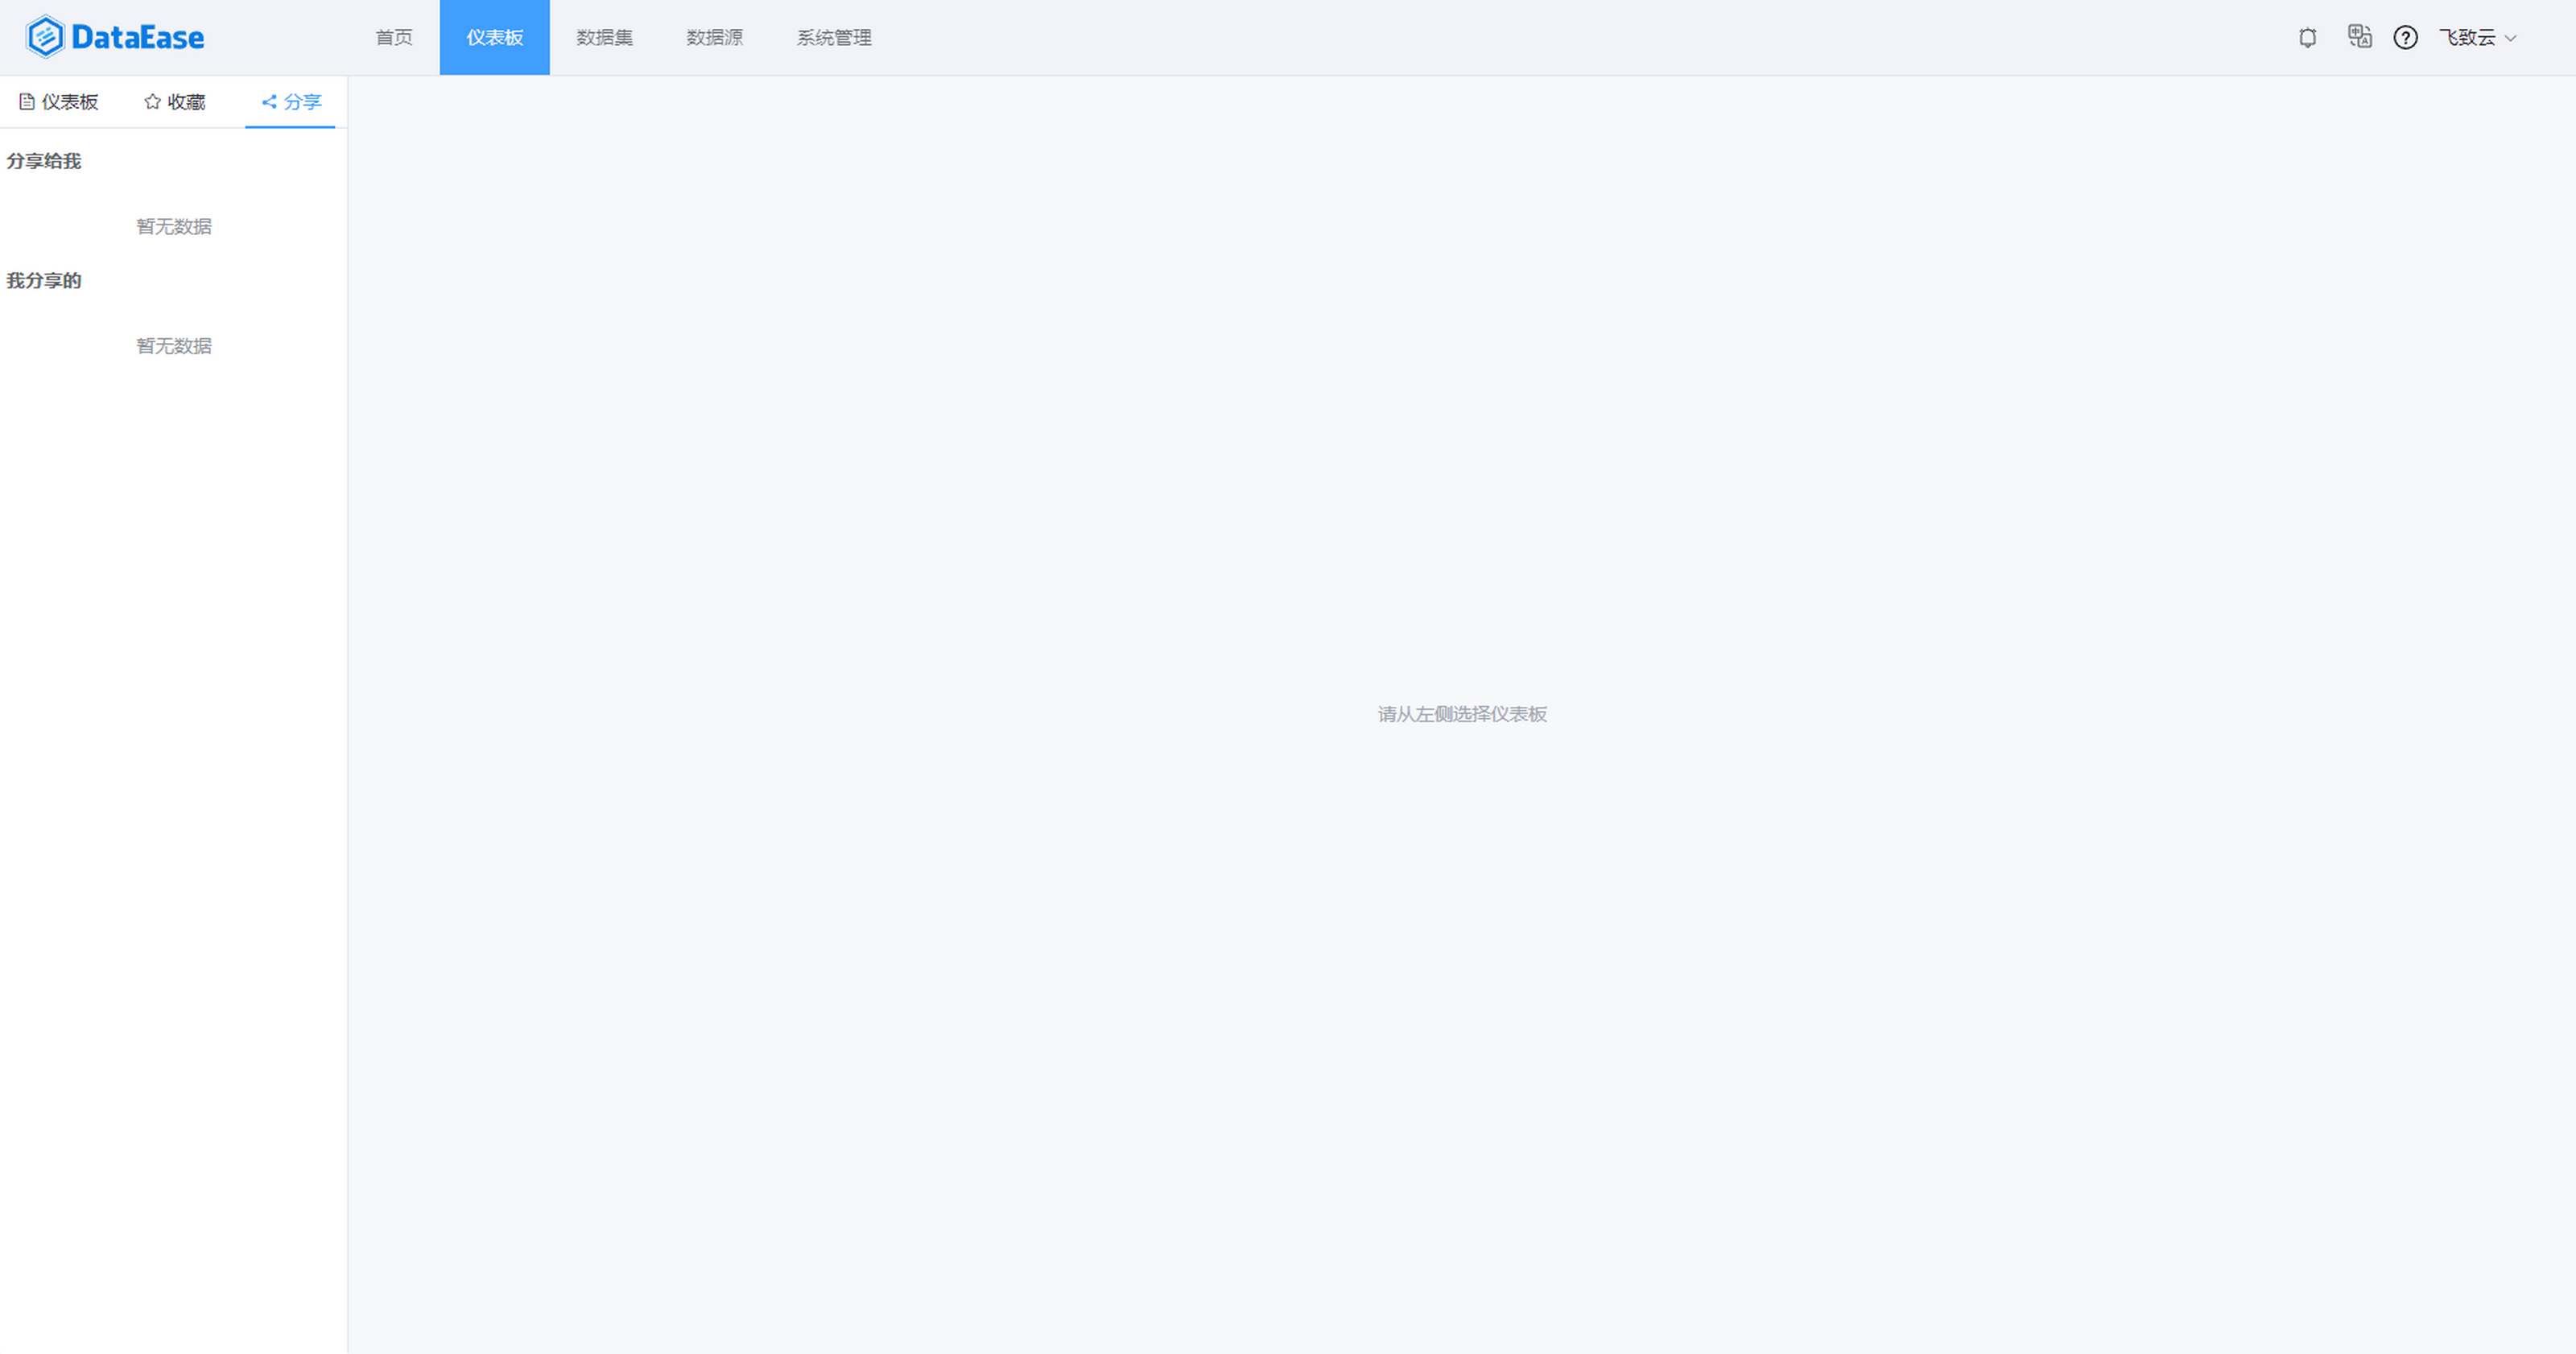 DataEase 首页 仪表板 数据集 数据源 系统管理 飞致云
仪表板 收藏 分享
分享给我
暂无数据
我分享的
暂无数据
请从左侧选择仪表板